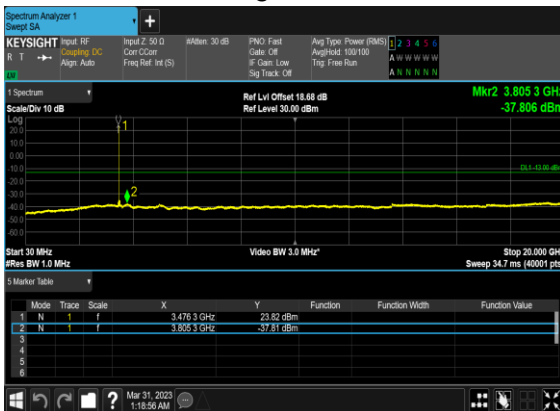 Spectrum Analyzer 1
Swept SA
+
KEYSIGHT Input: RF Input Z: 50 Ω #Atten: 30 dB PNO: Fast Avg Type: Power (RMS) 1 2 3 4 5 6
R T Coupling: DC Corr CCorr Gate: Off Avg|Hold: 100/100 A W W W W W
Align: Auto Freq Ref: Int (S) IF Gain: Low Trig: Free Run
LV Sig Track: Off A N N N N N
1 Spectrum Ref Lvl Offset 18.68 dB Mkr2 3.805 3 GHz
Scale/Div 10 dB Ref Level 30.00 dBm -37.806 dBm
Log
1
20.0
10.0
0.00
-10.0
DL1 -13.00 dBm
-20.0
-30.0
2
-40.0
-50.0
-60.0
Start 30 MHz Video BW 3.0 MHz* Stop 20.000 GH
#Res BW 1.0 MHz Sweep 34.7 ms (40001 pts
5 Marker Table
Mode Trace Scale X Y Function Function Width Function Value
1 N 1 f 3.476 3 GHz 23.82 dBm
2 N 1 f 3.805 3 GHz -37.81 dBm
3
4
5
6
? Mar 31, 2023
1:18:56 AM